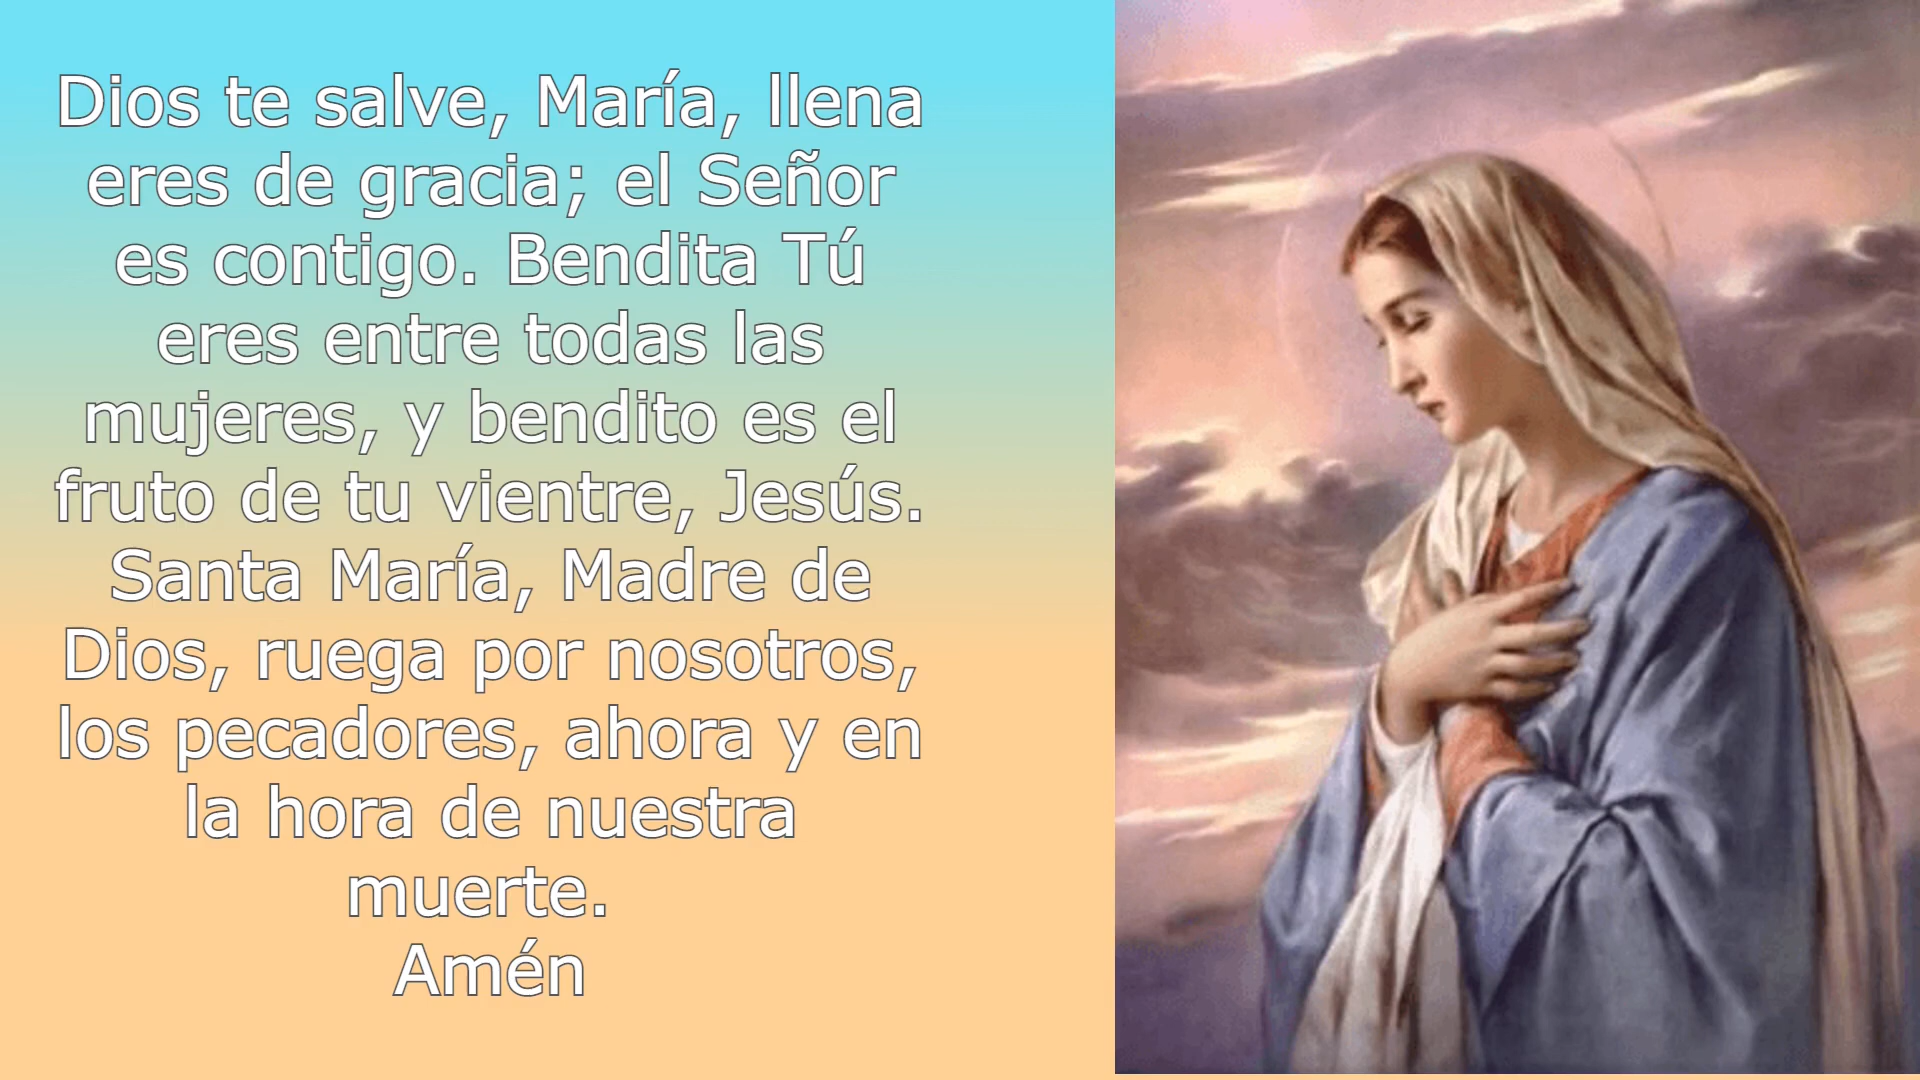 Dios te salve, María, llena
eres de gracia; el Señor
es contigo. Bendita Tú
eres entre todas las
mujeres, y bendito es el
fruto de tu vientre, Jesús.
Santa María, Madre de
Dios, ruega por nosotros,
los pecadores, ahora y en
la hora de nuestra
muerte.
Amén